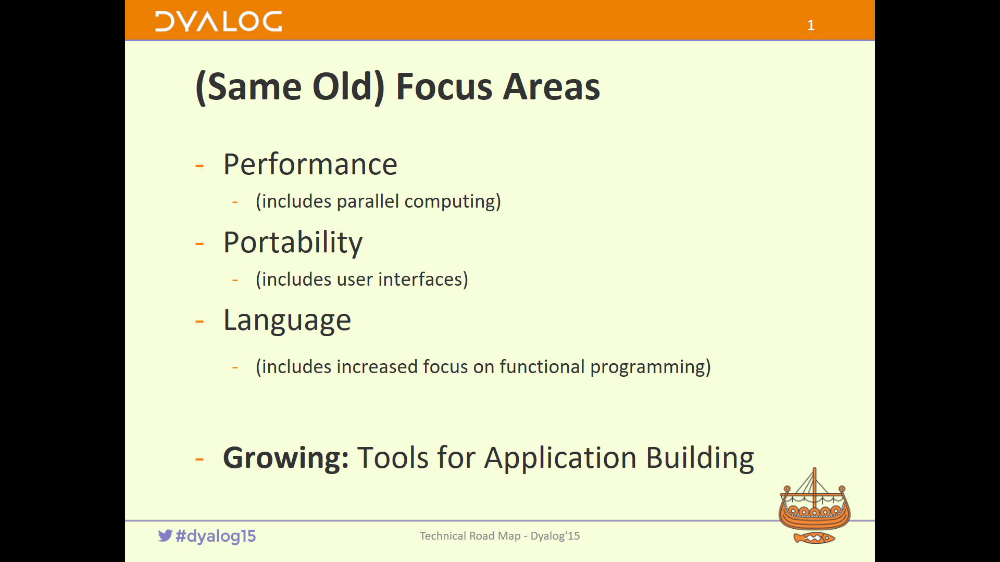 DYALOG
1
(Same Old) Focus Areas
- Performance
- (includes parallel computing)
- Portability
- (includes user interfaces)
- Language
- (includes increased focus on functional programming)
- Growing: Tools for Application Building
#dyalog15
Technical Road Map - Dyalog'15